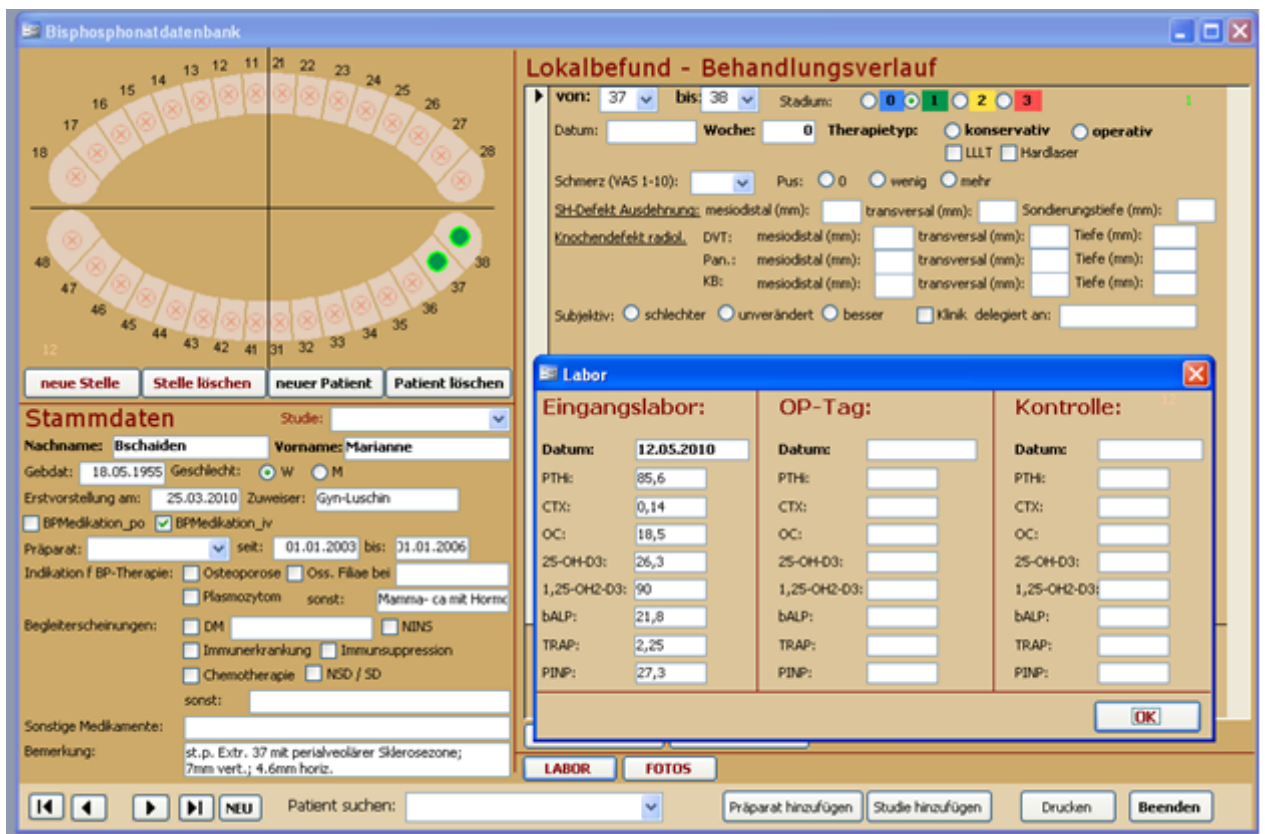 Bisphosphonatdatenbank
18 17 16 15 14 13 12 11 21 22 23 24 25 26 27 28
48 47 46 45 44 43 42 41 31 32 33 34 35 36 37 38
12
neue Stelle Stelle löschen neuer Patient Patient löschen
Stammdaten Studie:
Nachname: Bschaiden Vorname: Marianne
Gebdat: 18.05.1955 Geschlecht: W M
Erstvorstellung am: 25.03.2010 Zuweiser: Gyn-Luschin
BPMedikation_po BPMedikation_iv
Präparat: seit: 01.01.2003 bis: 01.01.2006
Indikation f BP-Therapie: Osteoporose Oss. Filiae bei
Plasmozytom sonst: Mamma- ca mit Hormo
Begleiterscheinungen: DM NINS
Immunerkrankung Immunsuppression
Chemotherapie NSD / SD
sonst:
Sonstige Medikamente:
Bemerkung: st.p. Extr. 37 mit perialveolärer Sklerosezone;
7mm vert.; 4.6mm horiz.
Lokalbefund - Behandlungsverlauf
von: 37 bis: 38 Stadium: 0 1 2 3 1
Datum: Woche: 0 Therapietyp: konservativ operativ
LLLT Hardlaser
Schmerz (VAS 1-10): Pus: 0 wenig mehr
SH-Defekt Ausdehnung: mesiodistal (mm): transversal (mm): Sondierungstiefe (mm):
Knochendefekt radiol. DVT: mesiodistal (mm): transversal (mm): Tiefe (mm):
Pan.: mesiodistal (mm): transversal (mm): Tiefe (mm):
KB: mesiodistal (mm): transversal (mm): Tiefe (mm):
Subjektiv: schlechter unverändert besser Klinik delegiert an:
Labor
Eingangslabor: OP-Tag: Kontrolle: 12
Datum: 12.05.2010 Datum: Datum:
PTHi: 85,6 PTHi: PTHi:
CTX: 0,14 CTX: CTX:
OC: 18,5 OC: OC:
25-OH-D3: 26,3 25-OH-D3: 25-OH-D3:
1,25-OH2-D3: 90 1,25-OH2-D3: 1,25-OH2-D3:
bALP: 21,8 bALP: bALP:
TRAP: 2,25 TRAP: TRAP:
PINP: 27,3 PINP: PINP:
OK
LABOR FOTOS
NEU Patient suchen: Präparat hinzufügen Studie hinzufügen Drucken Beenden